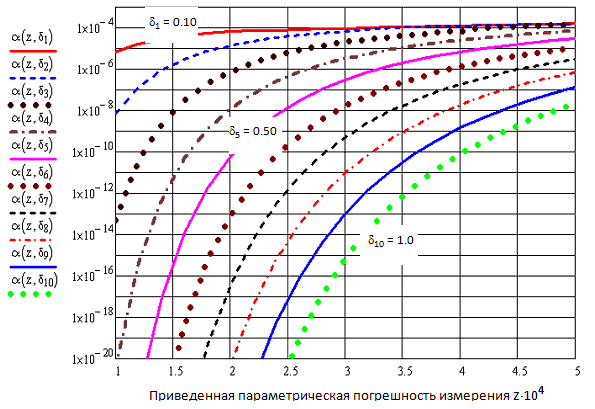 α(z,δ₁)
α(z,δ₂)
α(z,δ₃)
α(z,δ₄)
α(z,δ₅)
α(z,δ₆)
α(z,δ₇)
α(z,δ₈)
α(z,δ₉)
α(z,δ₁₀)
1×10⁻⁴
1×10⁻⁶
1×10⁻⁸
1×10⁻¹⁰
1×10⁻¹²
1×10⁻¹⁴
1×10⁻¹⁶
1×10⁻¹⁸
1×10⁻²⁰
δ₁ = 0.10
δ₅ = 0.50
δ₁₀ = 1.0
1 1.5 2 2.5 3 3.5 4 4.5 5
Приведенная параметрическая погрешность измерения Z·10⁴